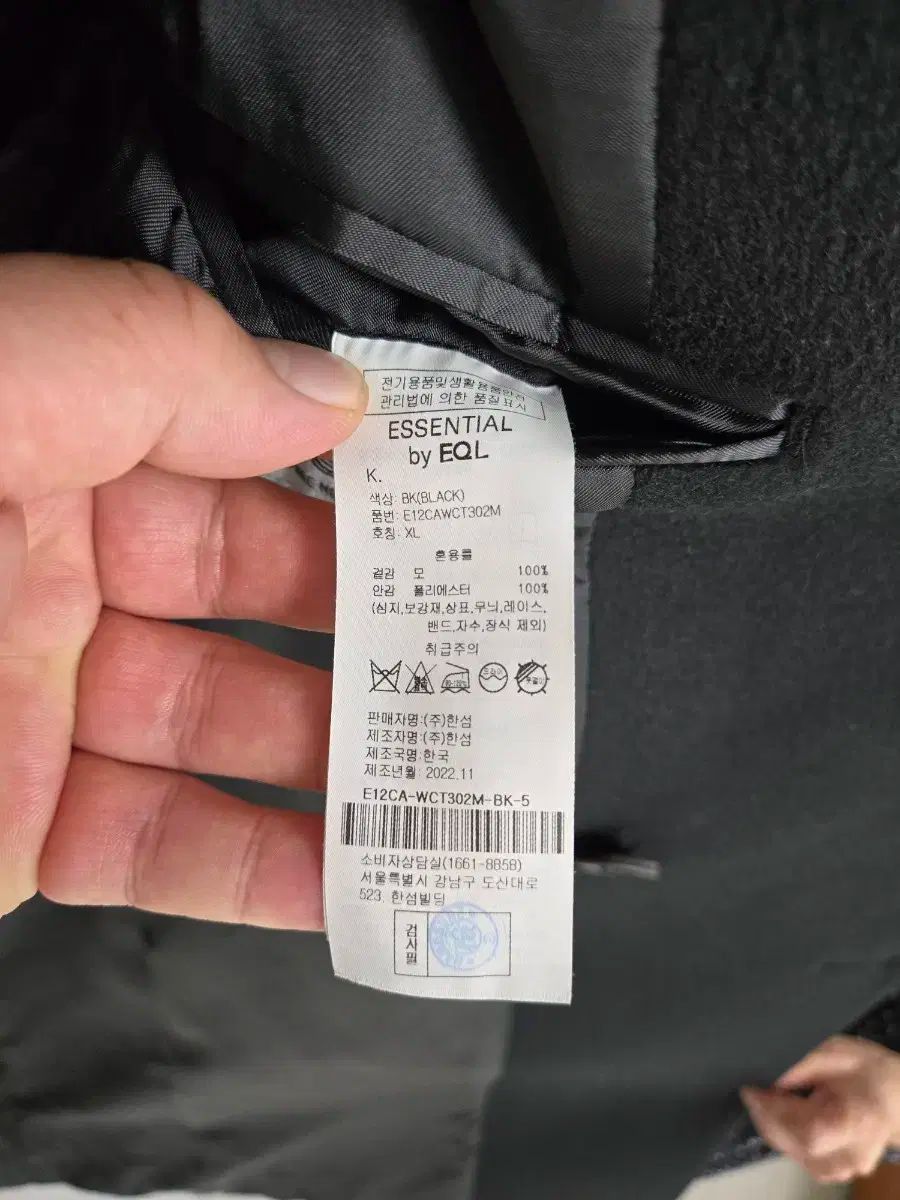 전기용품및생활용품안전
관리법에 의한 품질표시
ESSENTIAL
by EQL
K.
색상: BK(BLACK)
품번: E12CAWCT302M
호칭: XL
혼용률
겉감 모 100%
안감 폴리에스터 100%
(심지,보강재,상표,무늬,레이스,
밴드,자수,장식 제외)
취급주의
판매자명:(주)한섬
제조자명:(주)한섬
제조국명:한국
제조년월: 2022.11
E12CA-WCT302M-BK-5
소비자상담실(1661-8858)
서울특별시 강남구 도산대로
523. 한섬빌딩
검사필